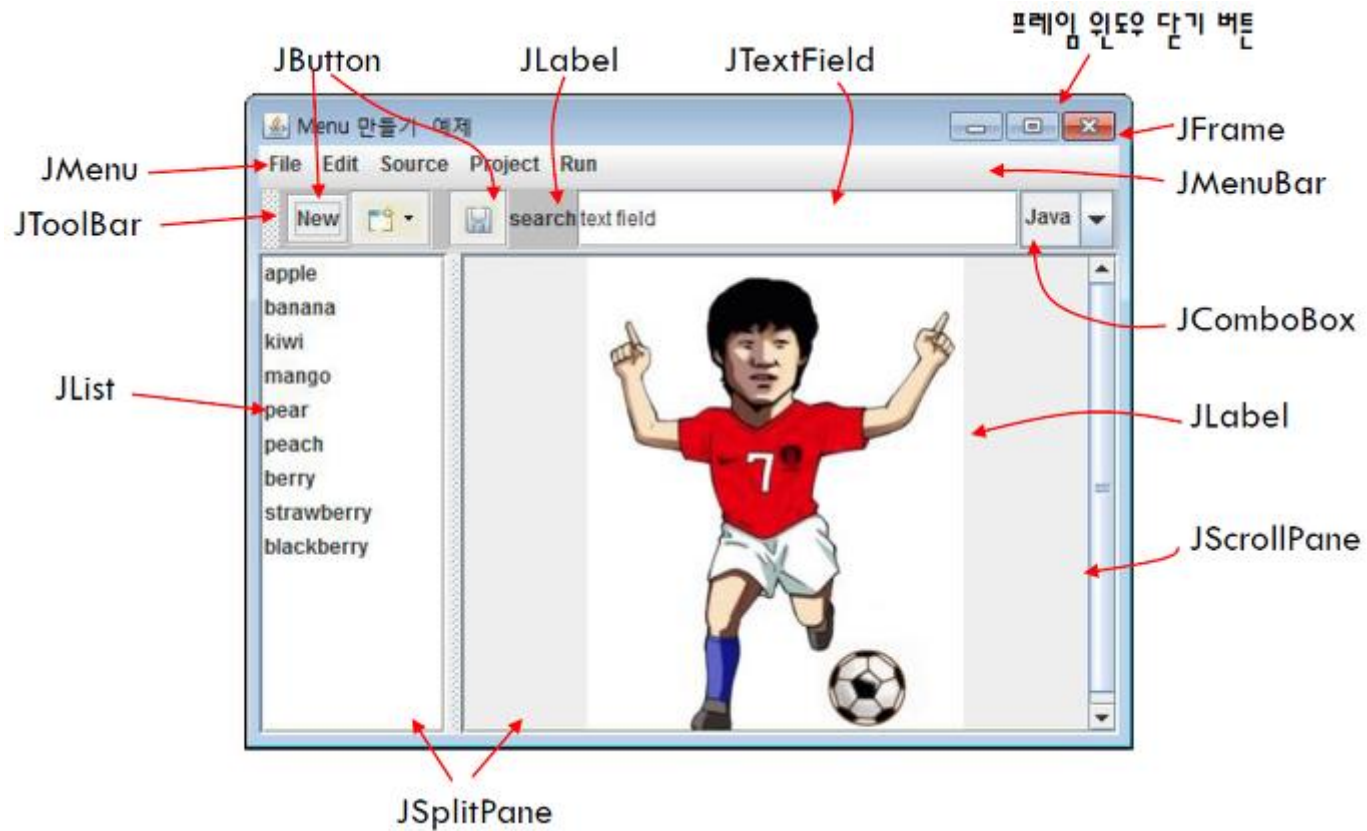 프레임 윈도우 닫기 버튼
JButton
JLabel
JTextField
Menu 만들기 예제
JFrame
JMenu
File Edit Source Project Run
JMenuBar
JToolBar
New
search
text field
Java
apple
banana
kiwi
mango
pear
peach
berry
strawberry
blackberry
JComboBox
JList
7
JLabel
JScrollPane
JSplitPane